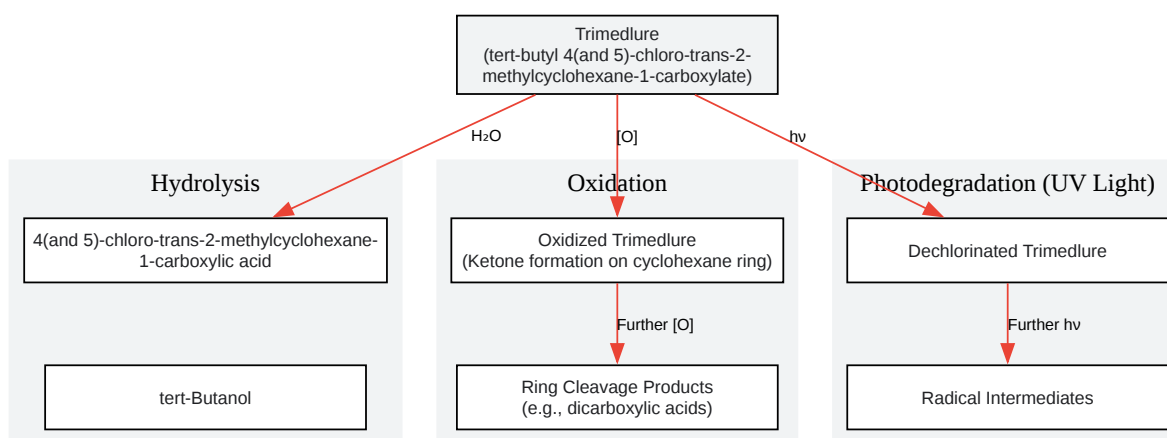 Trimedlure
(tert-butyl 4(and 5)-chloro-trans-2-
methylcyclohexane-1-carboxylate)
H₂O
[O]
hν
Hydrolysis
Oxidation
Photodegradation (UV Light)
4(and 5)-chloro-trans-2-methylcyclohexane-
1-carboxylic acid
Oxidized Trimedlure
(Ketone formation on cyclohexane ring)
Dechlorinated Trimedlure
Further [O]
Further hν
tert-Butanol
Ring Cleavage Products
(e.g., dicarboxylic acids)
Radical Intermediates